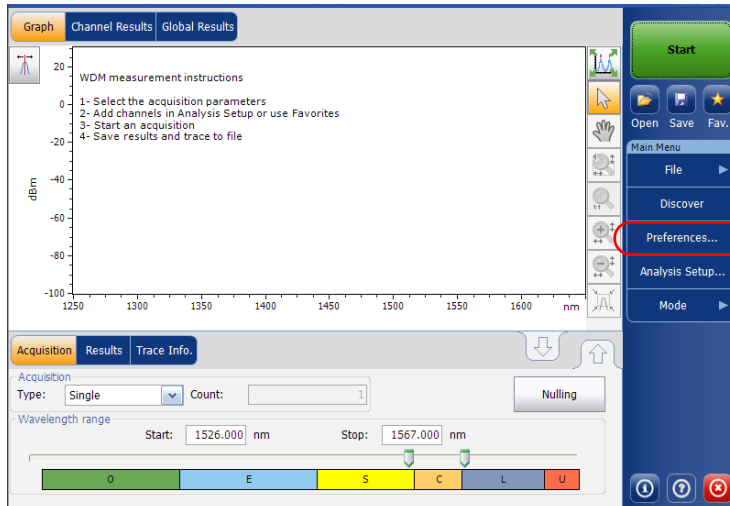 Graph Channel Results Global Results
Start
20
0
-20
-40
-60
-80
-100
dBm
WDM measurement instructions
1- Select the acquisition parameters
2- Add channels in Analysis Setup or use Favorites
3- Start an acquisition
4- Save results and trace to file
1250 1300 1350 1400 1450 1500 1550 1600 nm
1:1
Open Save Fav.
Main Menu
File
Discover
Preferences...
Analysis Setup...
Mode
Acquisition Results Trace Info.
Acquisition
Type: Single Count: 1
Nulling
Wavelength range
Start: 1526.000 nm Stop: 1567.000 nm
O E S C L U